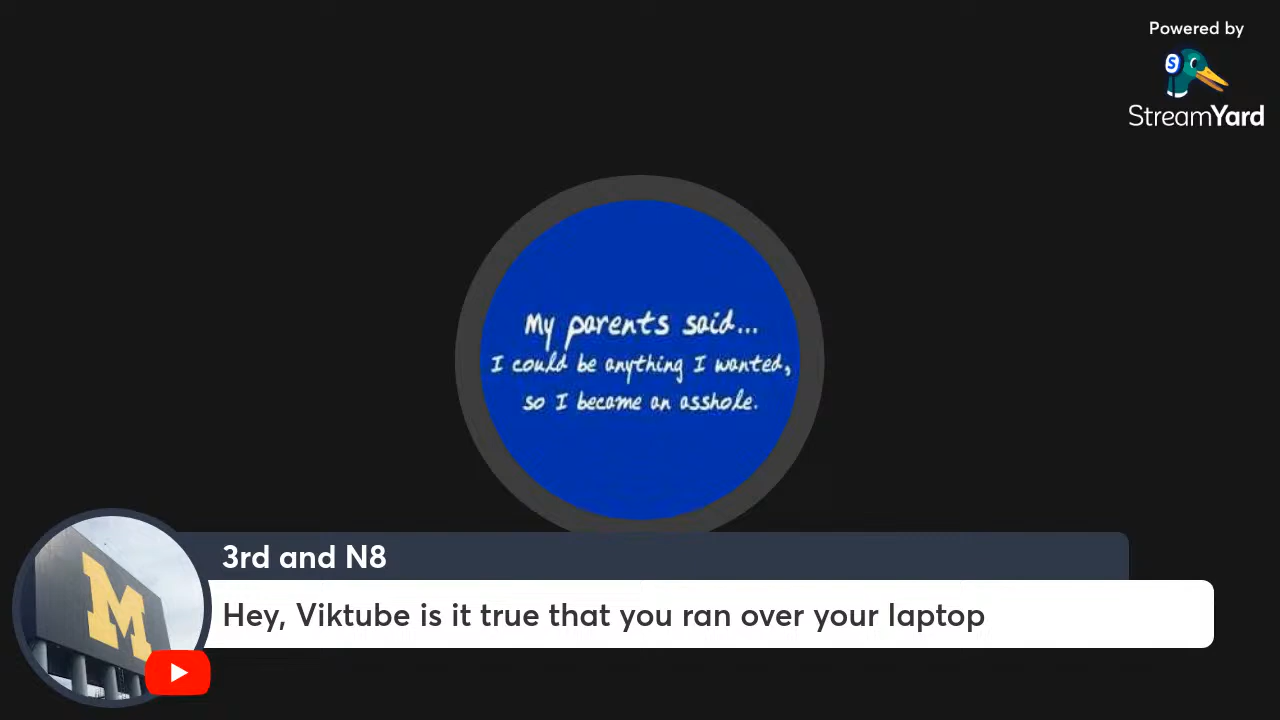 Powered by
S
StreamYard
My parents said...
I could be anything I wanted,
so I became an asshole.
M
3rd and N8
Hey, Viktube is it true that you ran over your laptop